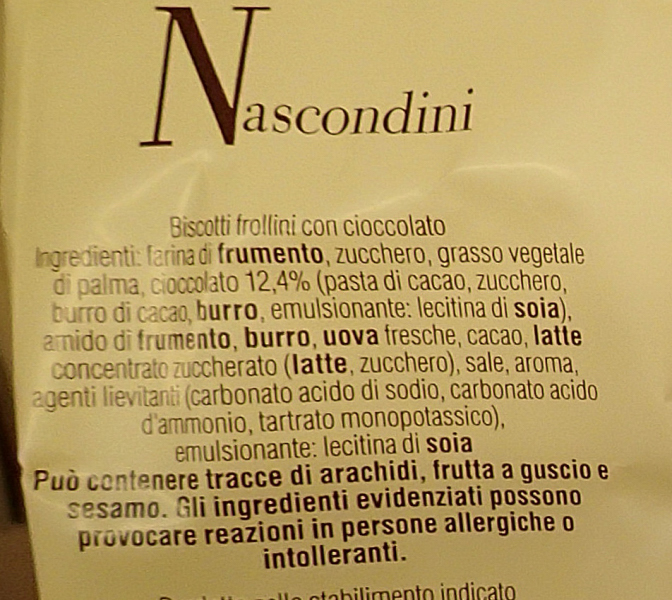 Nascondini
Biscotti frollini con cioccolato
Ingredienti: farina di frumento, zucchero, grasso vegetale
di palma, cioccolato 12,4% (pasta di cacao, zucchero,
burro di cacao, burro, emulsionante: lecitina di soia),
amido di frumento, burro, uova fresche, cacao, latte
concentrato zuccherato (latte, zucchero), sale, aroma,
agenti lievitanti (carbonato acido di sodio, carbonato acido
d'ammonio, tartrato monopotassico),
emulsionante: lecitina di soia
Può contenere tracce di arachidi, frutta a guscio e
sesamo. Gli ingredienti evidenziati possono
provocare reazioni in persone allergiche o
intolleranti.
stabilimento indicato